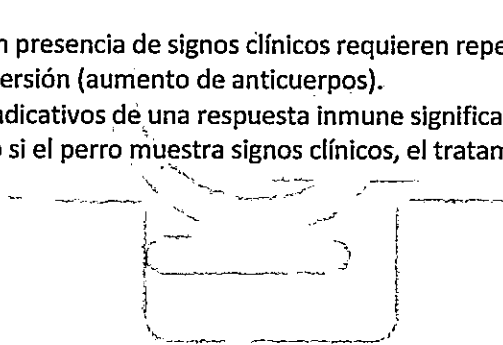 n presencia de signos clínicos requieren repe
ersión (aumento de anticuerpos).
ndicativos de una respuesta inmune significa
o si el perro muestra signos clínicos, el tratam